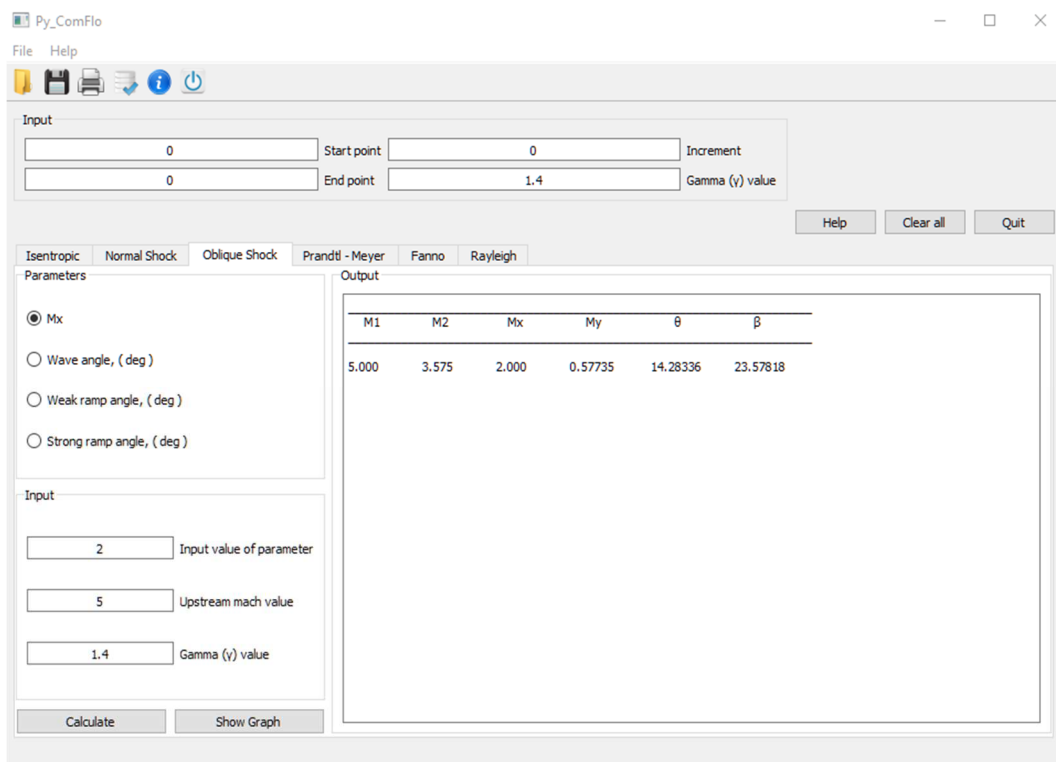 Py_ComFlo
File Help
Input
0 Start point 0 Increment
0 End point 1.4 Gamma (γ) value
Help Clear all Quit
Isentropic Normal Shock Oblique Shock Prandtl - Meyer Fanno Rayleigh
Parameters
Mx
Wave angle, ( deg )
Weak ramp angle, ( deg )
Strong ramp angle, ( deg )
Input
2 Input value of parameter
5 Upstream mach value
1.4 Gamma (γ) value
Calculate Show Graph
Output
M1 M2 Mx My θ β
5.000 3.575 2.000 0.57735 14.28336 23.57818